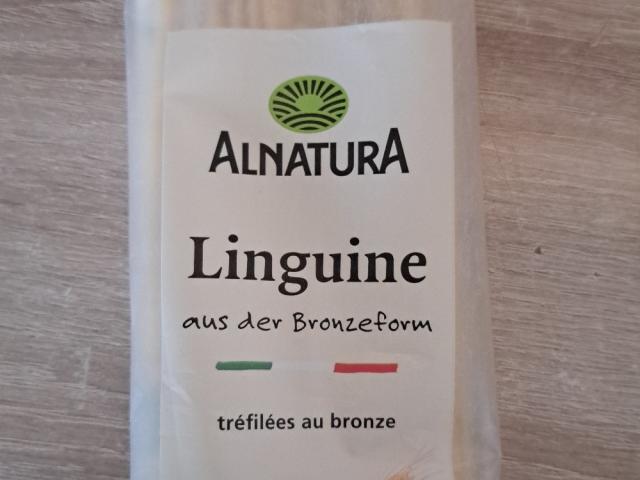 ALNATURA
Linguine
aus der Bronzeform
tréfilées au bronze